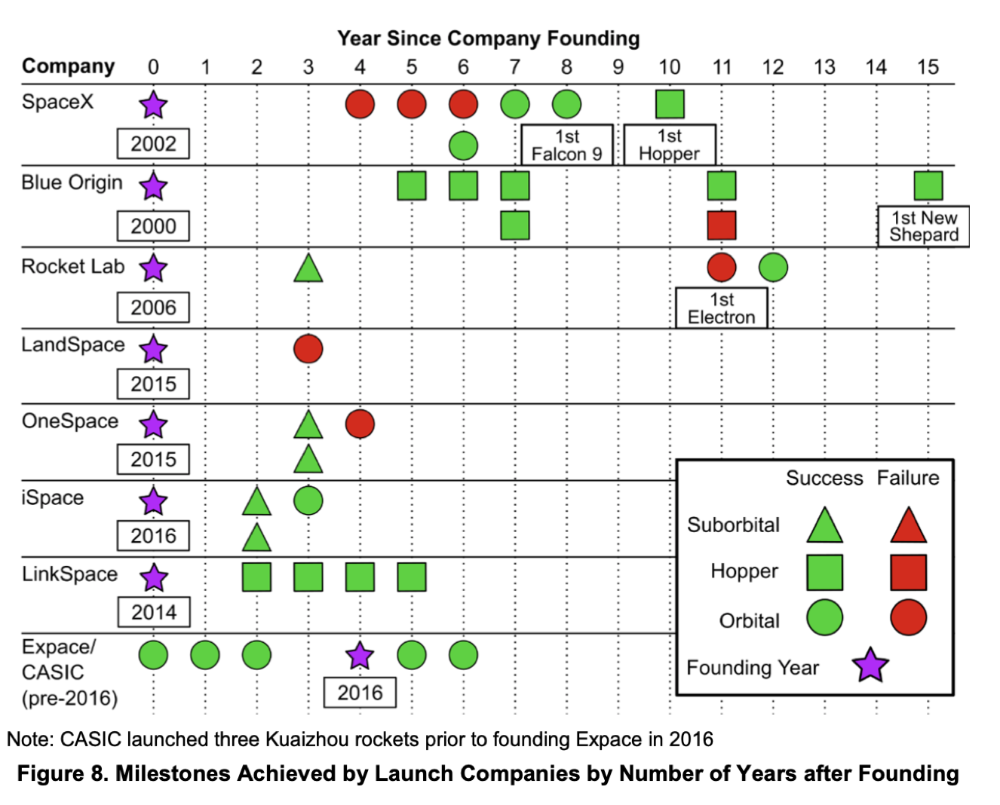 Year Since Company Founding
Company 0 1 2 3 4 5 6 7 8 9 10 11 12 13 14 15
SpaceX
2002
1st
Falcon 9
1st
Hopper
Blue Origin
2000
1st New
Shepard
Rocket Lab
2006
1st
Electron
LandSpace
2015
OneSpace
2015
iSpace
2016
LinkSpace
2014
Expace/
CASIC
(pre-2016)
2016
Success Failure
Suborbital
Hopper
Orbital
Founding Year
Note: CASIC launched three Kuaizhou rockets prior to founding Expace in 2016
Figure 8. Milestones Achieved by Launch Companies by Number of Years after Founding